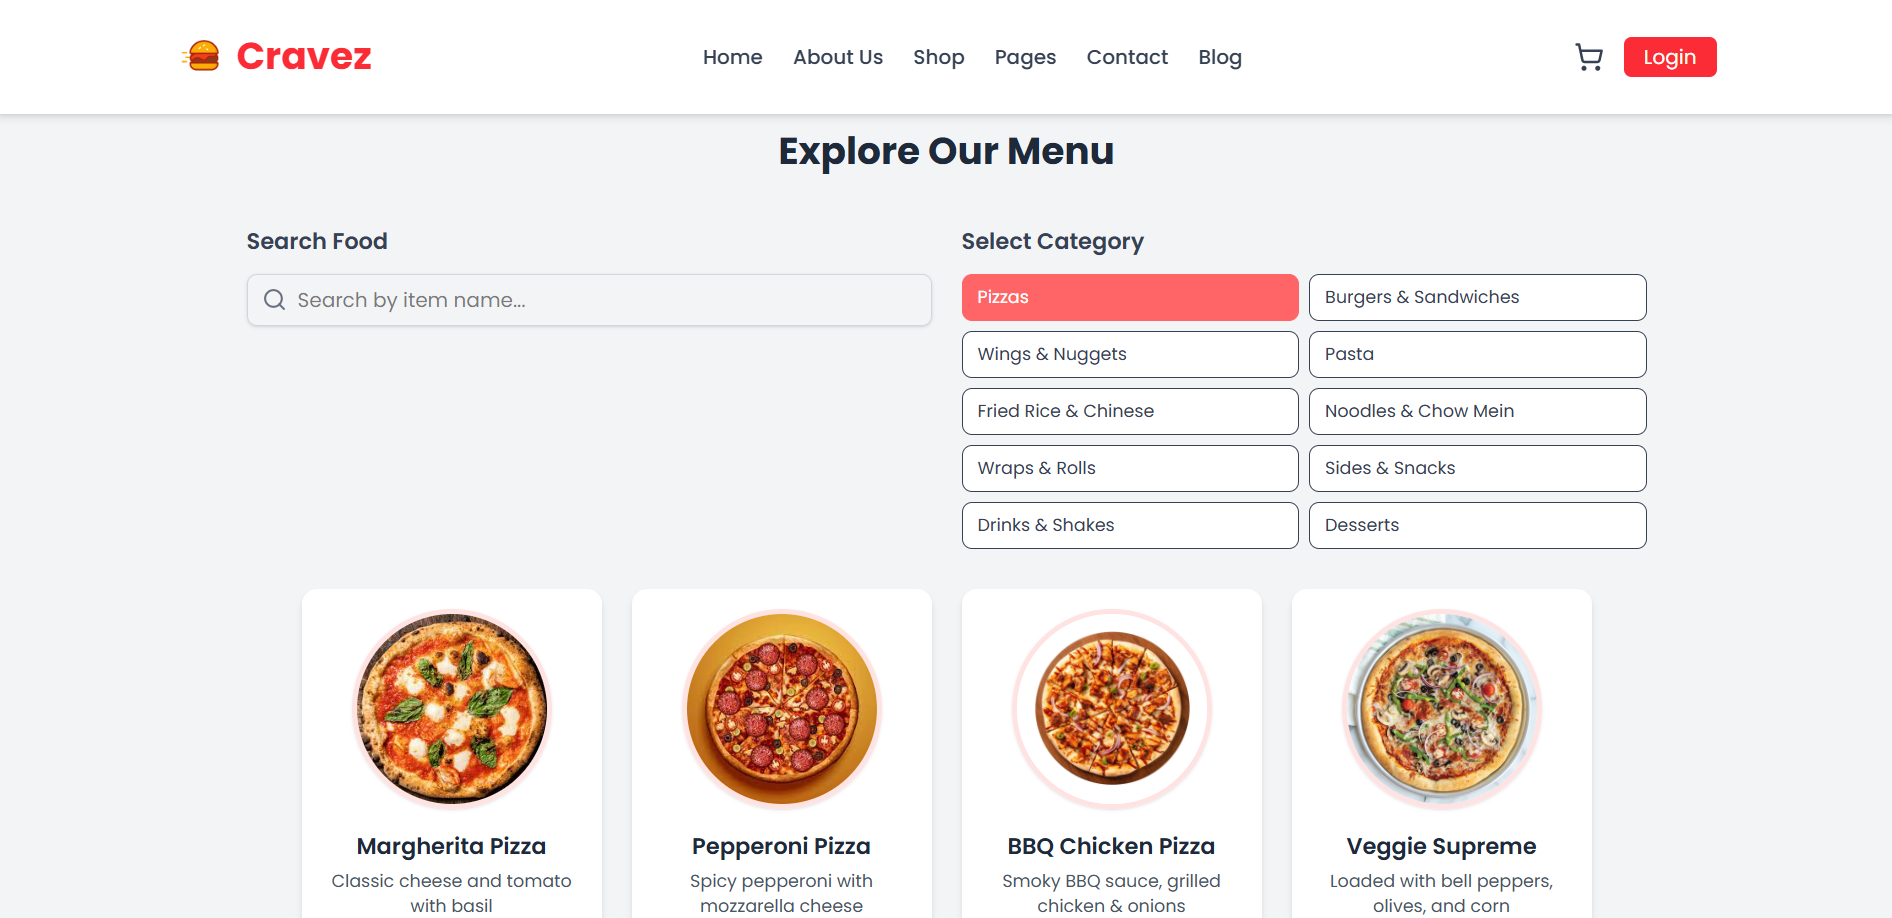 Cravez
Home
About Us
Shop
Pages
Contact
Blog
Login
Explore Our Menu
Search Food
Search by item name...
Select Category
Pizzas
Burgers & Sandwiches
Wings & Nuggets
Pasta
Fried Rice & Chinese
Noodles & Chow Mein
Wraps & Rolls
Sides & Snacks
Drinks & Shakes
Desserts
Margherita Pizza
Classic cheese and tomato
with basil
Pepperoni Pizza
Spicy pepperoni with
mozzarella cheese
BBQ Chicken Pizza
Smoky BBQ sauce, grilled
chicken & onions
Veggie Supreme
Loaded with bell peppers,
olives, and corn